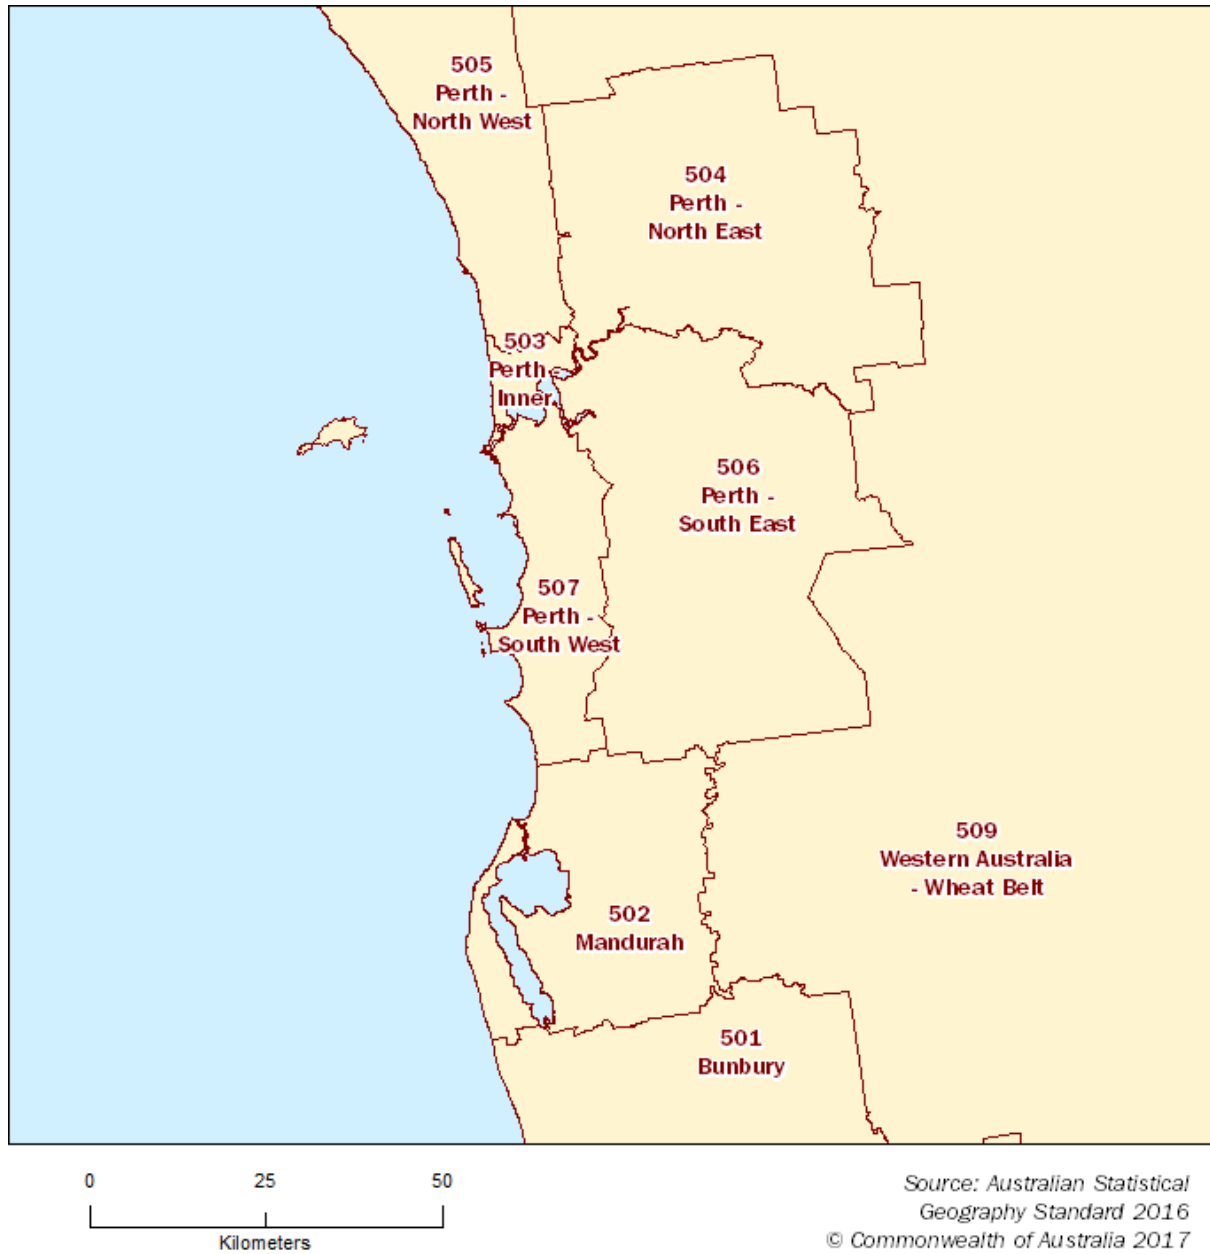 505
Perth -
North West
504
Perth -
North East
503
Perth -
Inner
506
Perth -
South East
507
Perth -
South West
509
Western Australia
- Wheat Belt
502
Mandurah
501
Bunbury
0 25 50
Kilometers
Source: Australian Statistical
Geography Standard 2016
© Commonwealth of Australia 2017